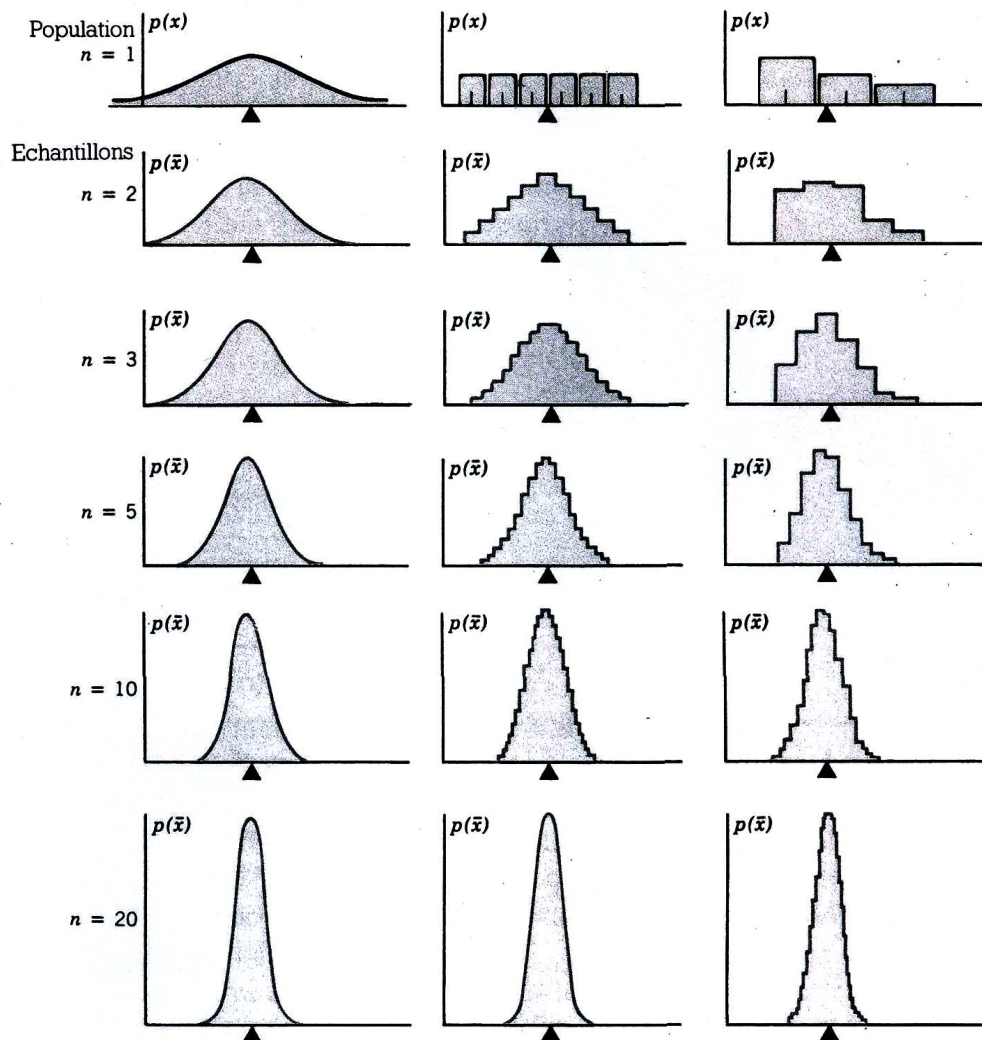 Population
n = 1
p(x)
p(x)
p(x)
Echantillons
n = 2
p(x̄)
p(x̄)
p(x̄)
n = 3
p(x̄)
p(x̄)
p(x̄)
n = 5
p(x̄)
p(x̄)
p(x̄)
n = 10
p(x̄)
p(x̄)
p(x̄)
n = 20
p(x̄)
p(x̄)
p(x̄)